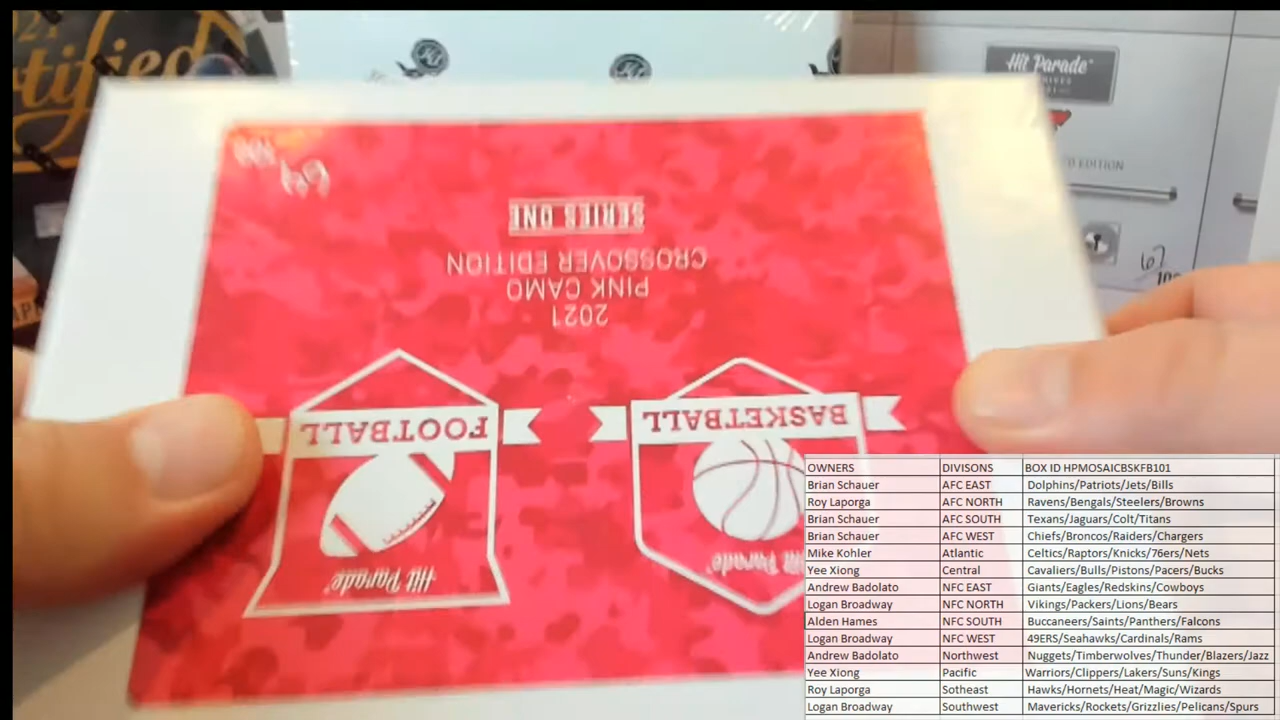 2021
tified
Hit Parade
D EDITION
67
100
SERIES ONE
CROSSOVER EDITION
PINK CAMO
2021
FOOTBALL
BASKETBALL
Hit Parade
Hit Parade
OWNERS DIVISONS BOX ID HPMOSAICBSKFB101
Brian Schauer AFC EAST Dolphins/Patriots/Jets/Bills
Roy Laporga AFC NORTH Ravens/Bengals/Steelers/Browns
Brian Schauer AFC SOUTH Texans/Jaguars/Colt/Titans
Brian Schauer AFC WEST Chiefs/Broncos/Raiders/Chargers
Mike Kohler Atlantic Celtics/Raptors/Knicks/76ers/Nets
Yee Xiong Central Cavaliers/Bulls/Pistons/Pacers/Bucks
Andrew Badolato NFC EAST Giants/Eagles/Redskins/Cowboys
Logan Broadway NFC NORTH Vikings/Packers/Lions/Bears
Alden Hames NFC SOUTH Buccaneers/Saints/Panthers/Falcons
Logan Broadway NFC WEST 49ERS/Seahawks/Cardinals/Rams
Andrew Badolato Northwest Nuggets/Timberwolves/Thunder/Blazers/Jazz
Yee Xiong Pacific Warriors/Clippers/Lakers/Suns/Kings
Roy Laporga Sotheast Hawks/Hornets/Heat/Magic/Wizards
Logan Broadway Southwest Mavericks/Rockets/Grizzlies/Pelicans/Spurs